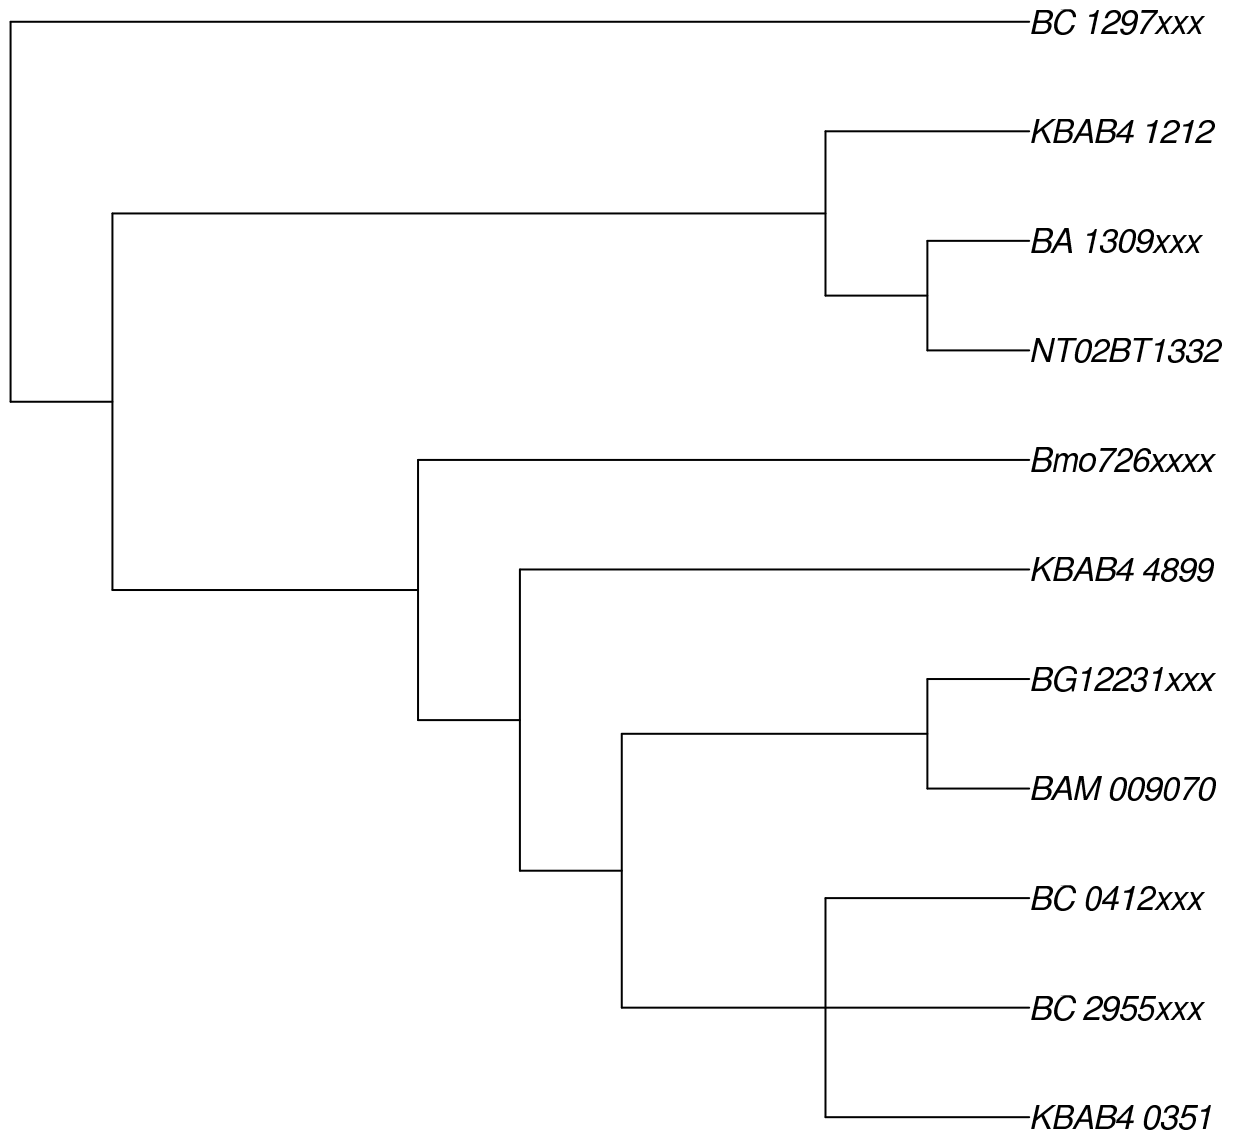 BC 1297xxx
KBAB4 1212
BA 1309xxx
NT02BT1332
Bmo726xxxx
KBAB4 4899
BG12231xxx
BAM 009070
BC 0412xxx
BC 2955xxx
KBAB4 0351